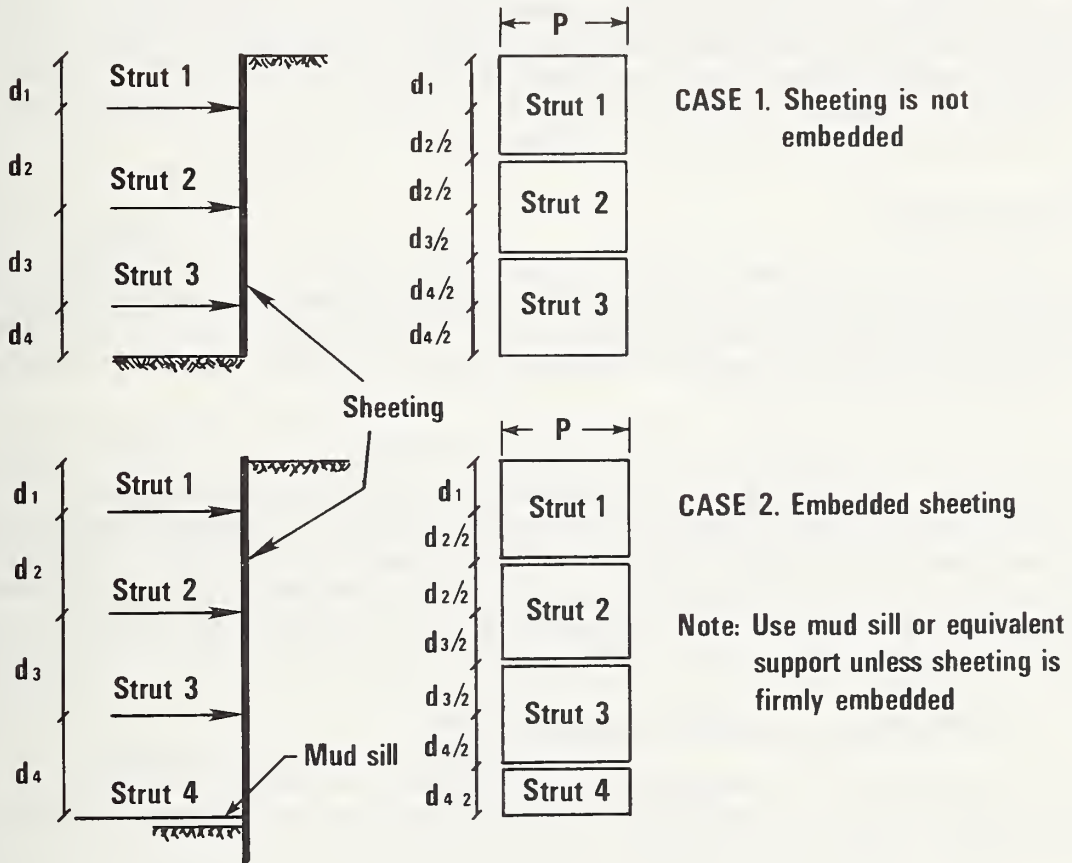 P
d1
Strut 1
d2
Strut 2
d3
Strut 3
d4
d1
Strut 1
d2/2
d2/2
Strut 2
d3/2
d4/2
Strut 3
d4/2
CASE 1. Sheeting is not
embedded
Sheeting
P
d1
Strut 1
d2
Strut 2
d3
Strut 3
d4
Mud sill
Strut 4
d1
Strut 1
d2/2
d2/2
Strut 2
d3/2
d3/2
Strut 3
d4/2
d4 2
Strut 4
CASE 2. Embedded sheeting
Note: Use mud sill or equivalent
support unless sheeting is
firmly embedded